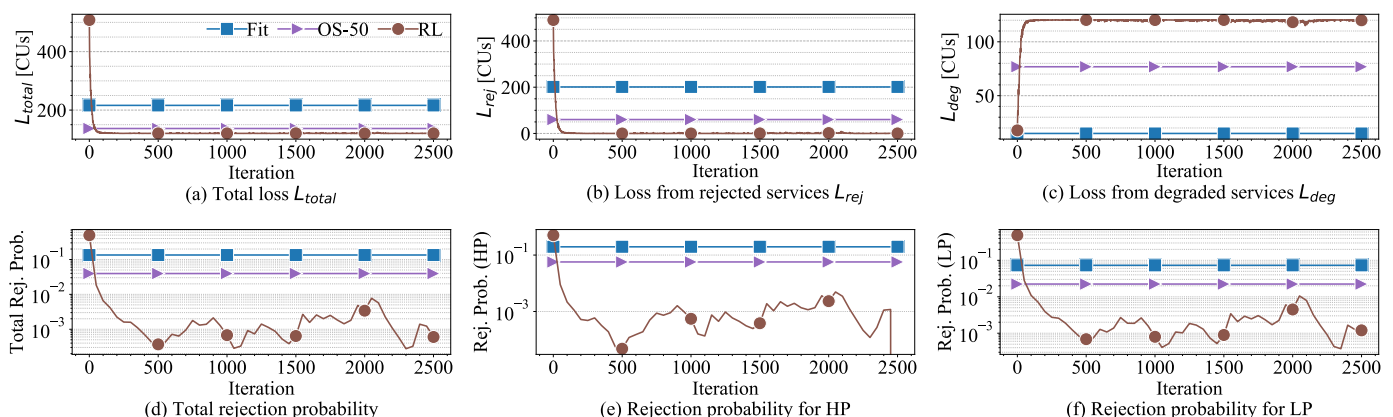 L_total [CUs]
400
200
Fit
OS-50
RL
0 500 1000 1500 2000 2500
Iteration
(a) Total loss L_total
L_rej [CUs]
400
200
0
0 500 1000 1500 2000 2500
Iteration
(b) Loss from rejected services L_rej
L_deg [CUs]
100
50
0 500 1000 1500 2000 2500
Iteration
(c) Loss from degraded services L_deg
Total Rej. Prob.
10^-1
10^-2
10^-3
0 500 1000 1500 2000 2500
Iteration
(d) Total rejection probability
Rej. Prob. (HP)
10^-1
10^-3
0 500 1000 1500 2000 2500
Iteration
(e) Rejection probability for HP
Rej. Prob. (LP)
10^-1
10^-2
10^-3
0 500 1000 1500 2000 2500
Iteration
(f) Rejection probability for LP